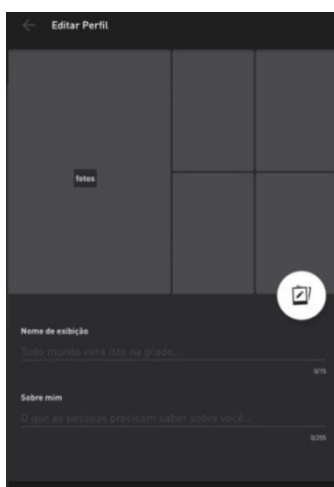 Editar Perfil
fotos
Nome de exibição
Todo mundo verá isto na grade...
0/15
Sobre mim
O que as pessoas precisam saber sobre você...
0/255